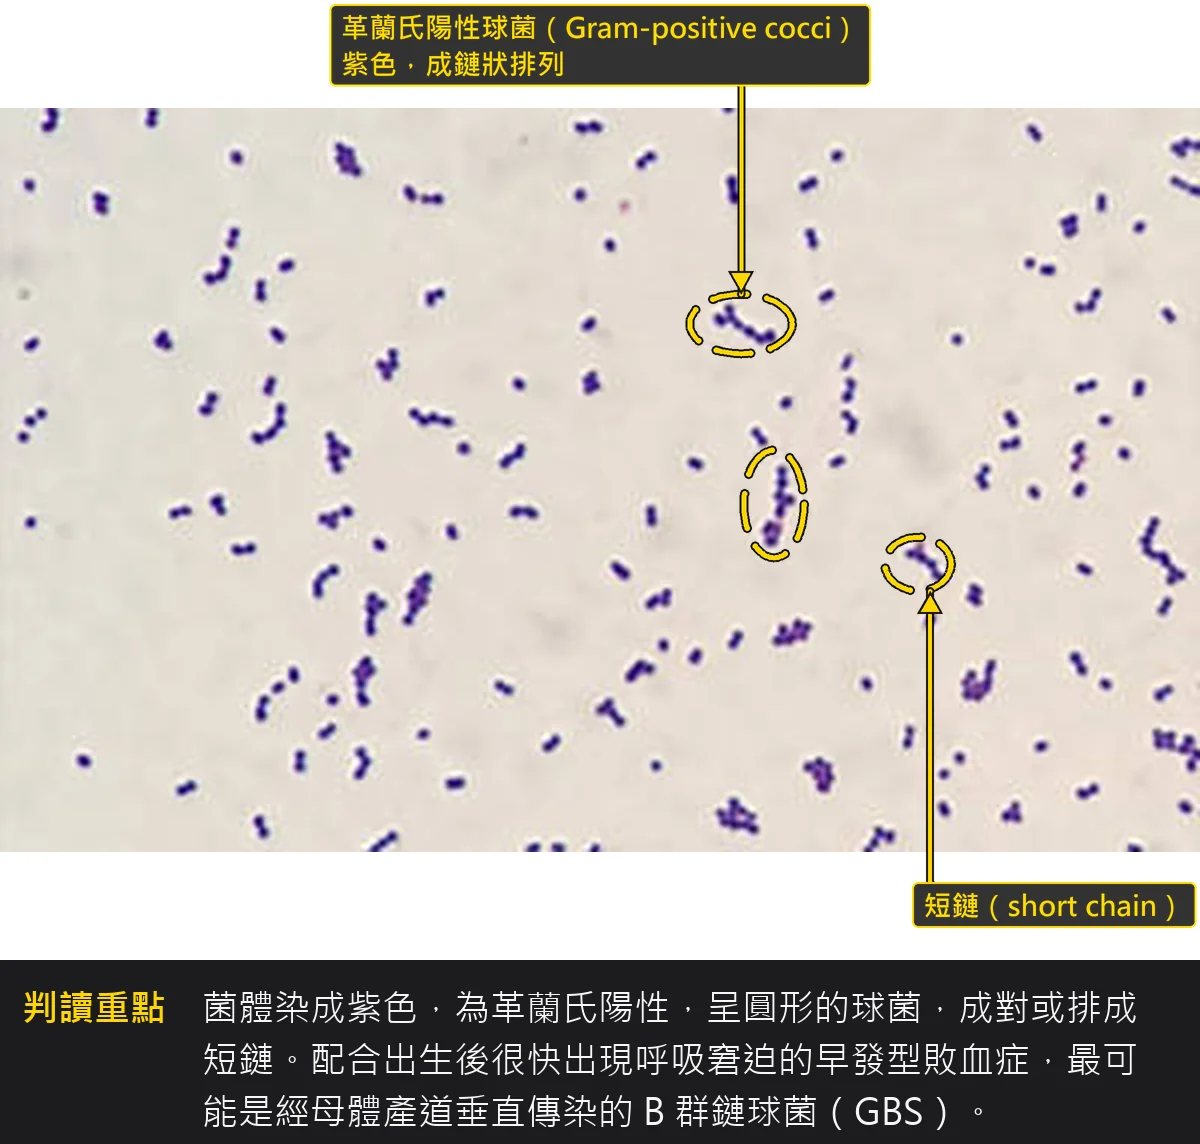 革蘭氏陽性球菌（Gram-positive cocci）
紫色，成鏈狀排列
短鏈（short chain）
判讀重點 菌體染成紫色，為革蘭氏陽性，呈圓形的球菌，成對或排成
短鏈。配合出生後很快出現呼吸窘迫的早發型敗血症，最可
能是經母體產道垂直傳染的 B 群鏈球菌（GBS）。